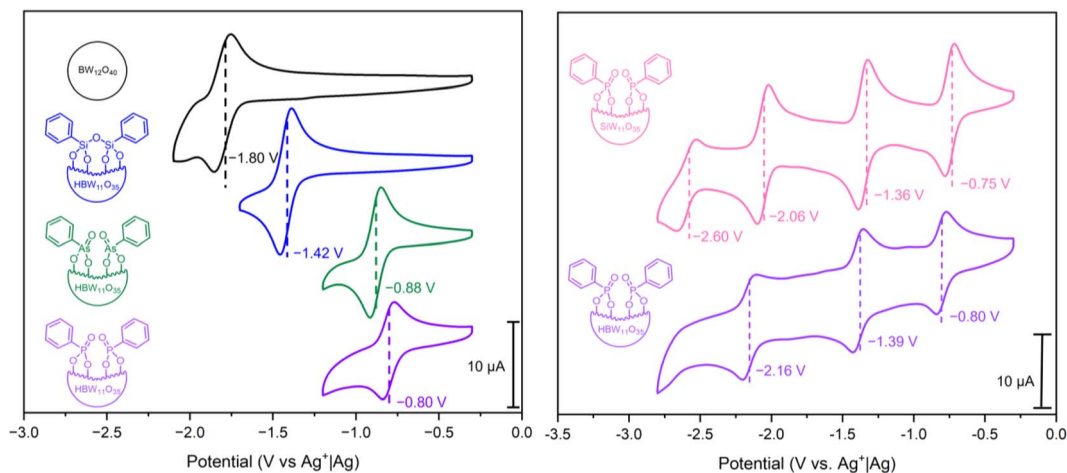 BW₁₂O₄₀
−1.80 V
Si O Si
O O O O
HBW₁₁O₃₅
−1.42 V
O O
As As
O O O O
HBW₁₁O₃₅
−0.88 V
O O
P P
O O O O
HBW₁₁O₃₅
−0.80 V
10 µA
−3.0 −2.5 −2.0 −1.5 −1.0 −0.5 0.0
Potential (V vs Ag⁺|Ag)
O O
P P
O O O O
SiW₁₁O₃₅
−0.75 V
−1.36 V
−2.06 V
−2.60 V
O O
P P
O O O O
HBW₁₁O₃₅
−0.80 V
−1.39 V
−2.16 V
10 µA
−3.5 −3.0 −2.5 −2.0 −1.5 −1.0 −0.5 0.0
Potential (V vs. Ag⁺|Ag)